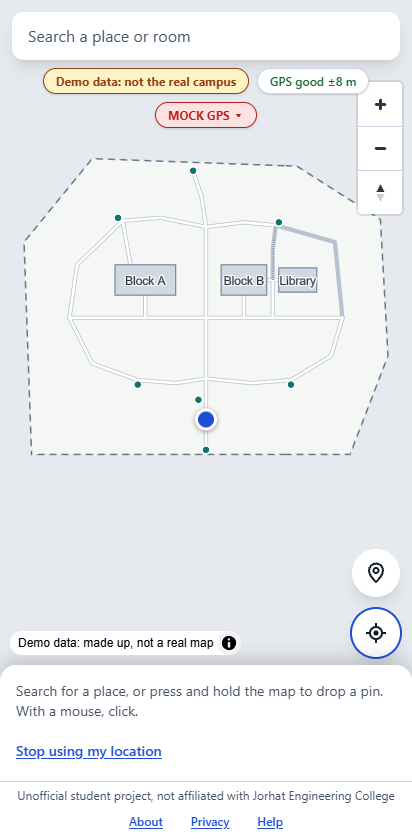 Search a place or room
Demo data: not the real campus
GPS good ±8 m
MOCK GPS
Block A
Block B
Library
Demo data: made up, not a real map
Search for a place, or press and hold the map to drop a pin.
With a mouse, click.
Stop using my location
Unofficial student project, not affiliated with Jorhat Engineering College
About
Privacy
Help